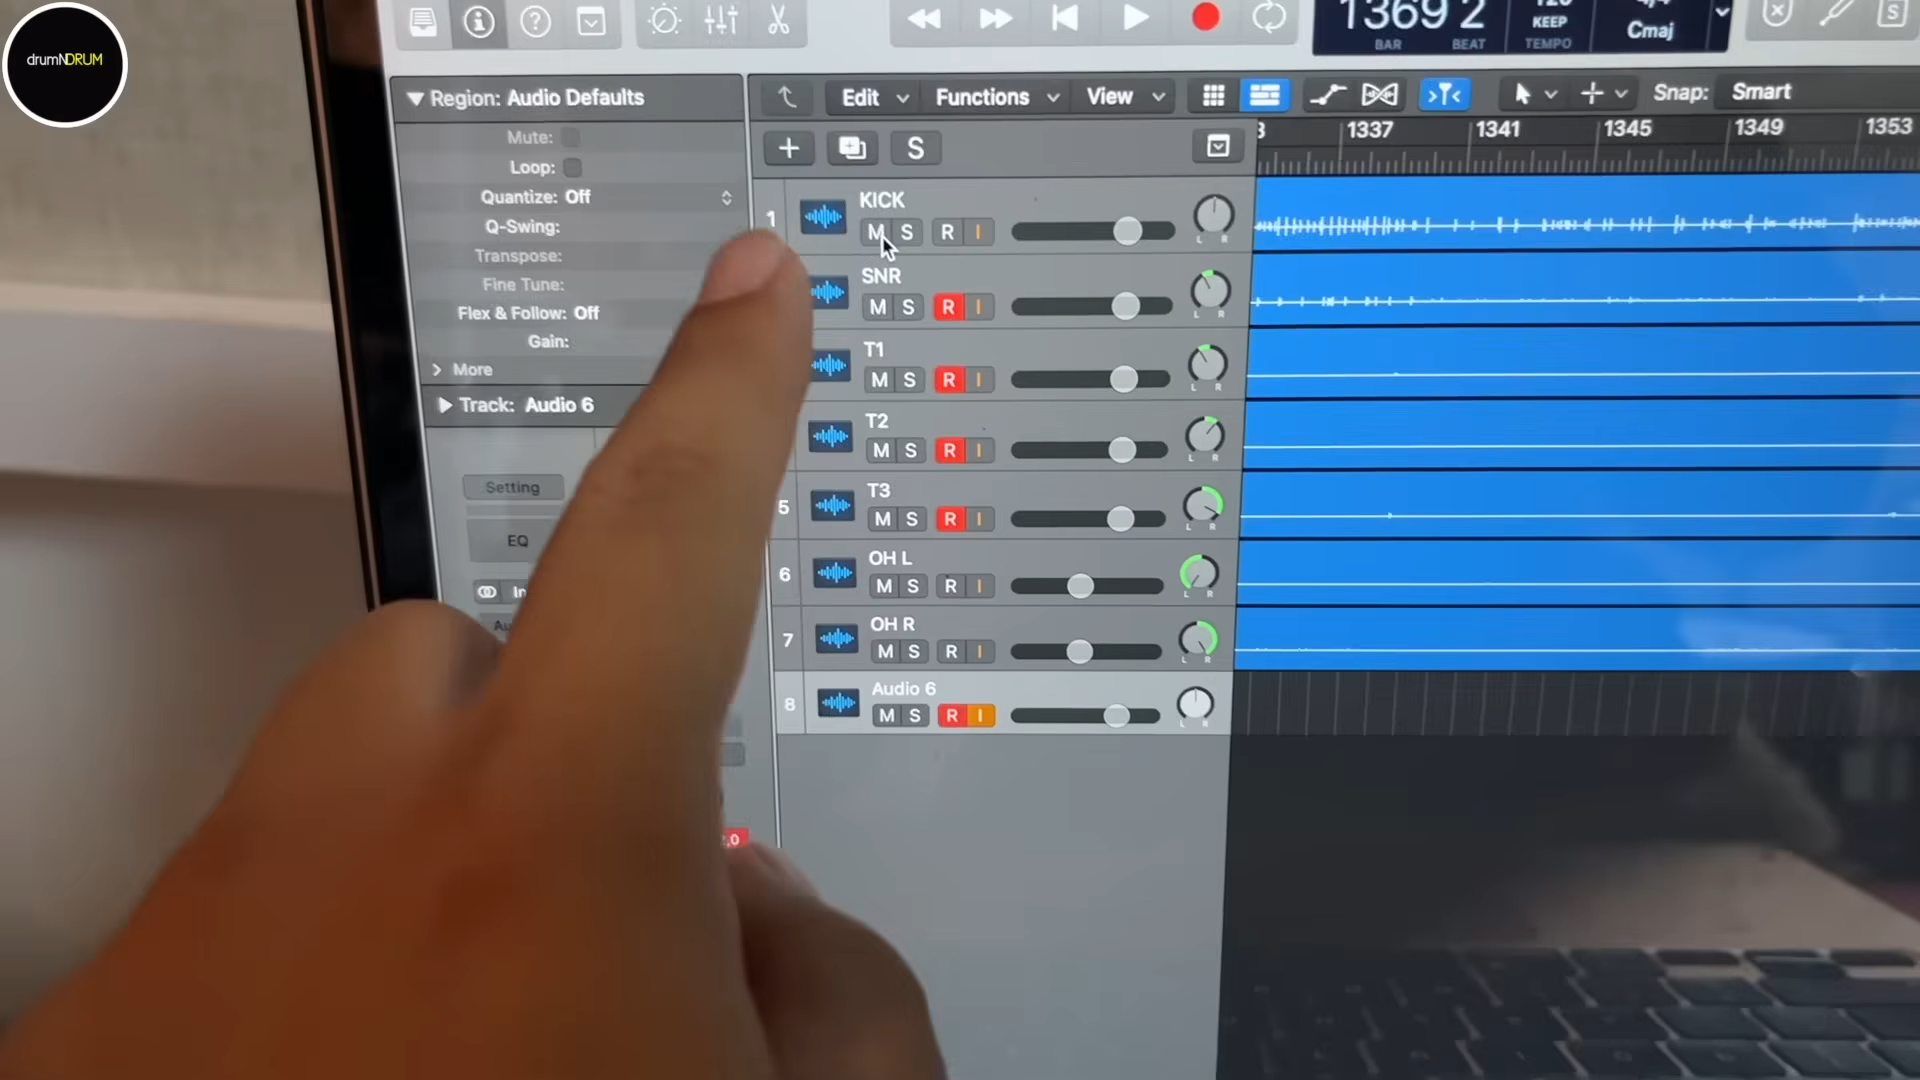 drumNDRUM
1369 2
BAR BEAT
KEEP
TEMPO
Cmaj
Region: Audio Defaults
Mute:
Loop:
Quantize: Off
Q-Swing:
Transpose:
Fine Tune:
Flex & Follow: Off
Gain:
More
Track: Audio 6
Setting
EQ
Edit Functions View
Snap: Smart
S
1337 1341 1345 1349 1353
1 KICK
M S R I
L R
SNR
M S R I
L R
T1
M S R I
L R
T2
M S R I
L R
5 T3
M S R I
L R
6 OH L
M S R I
L R
7 OH R
M S R I
L R
8 Audio 6
M S R I
L R